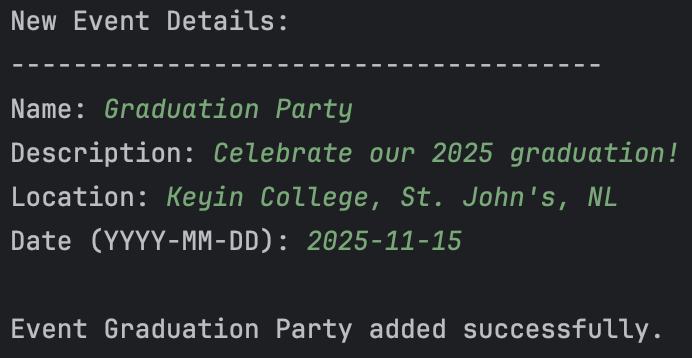 New Event Details:
--------------------------------------
Name: Graduation Party
Description: Celebrate our 2025 graduation!
Location: Keyin College, St. John's, NL
Date (YYYY-MM-DD): 2025-11-15
Event Graduation Party added successfully.